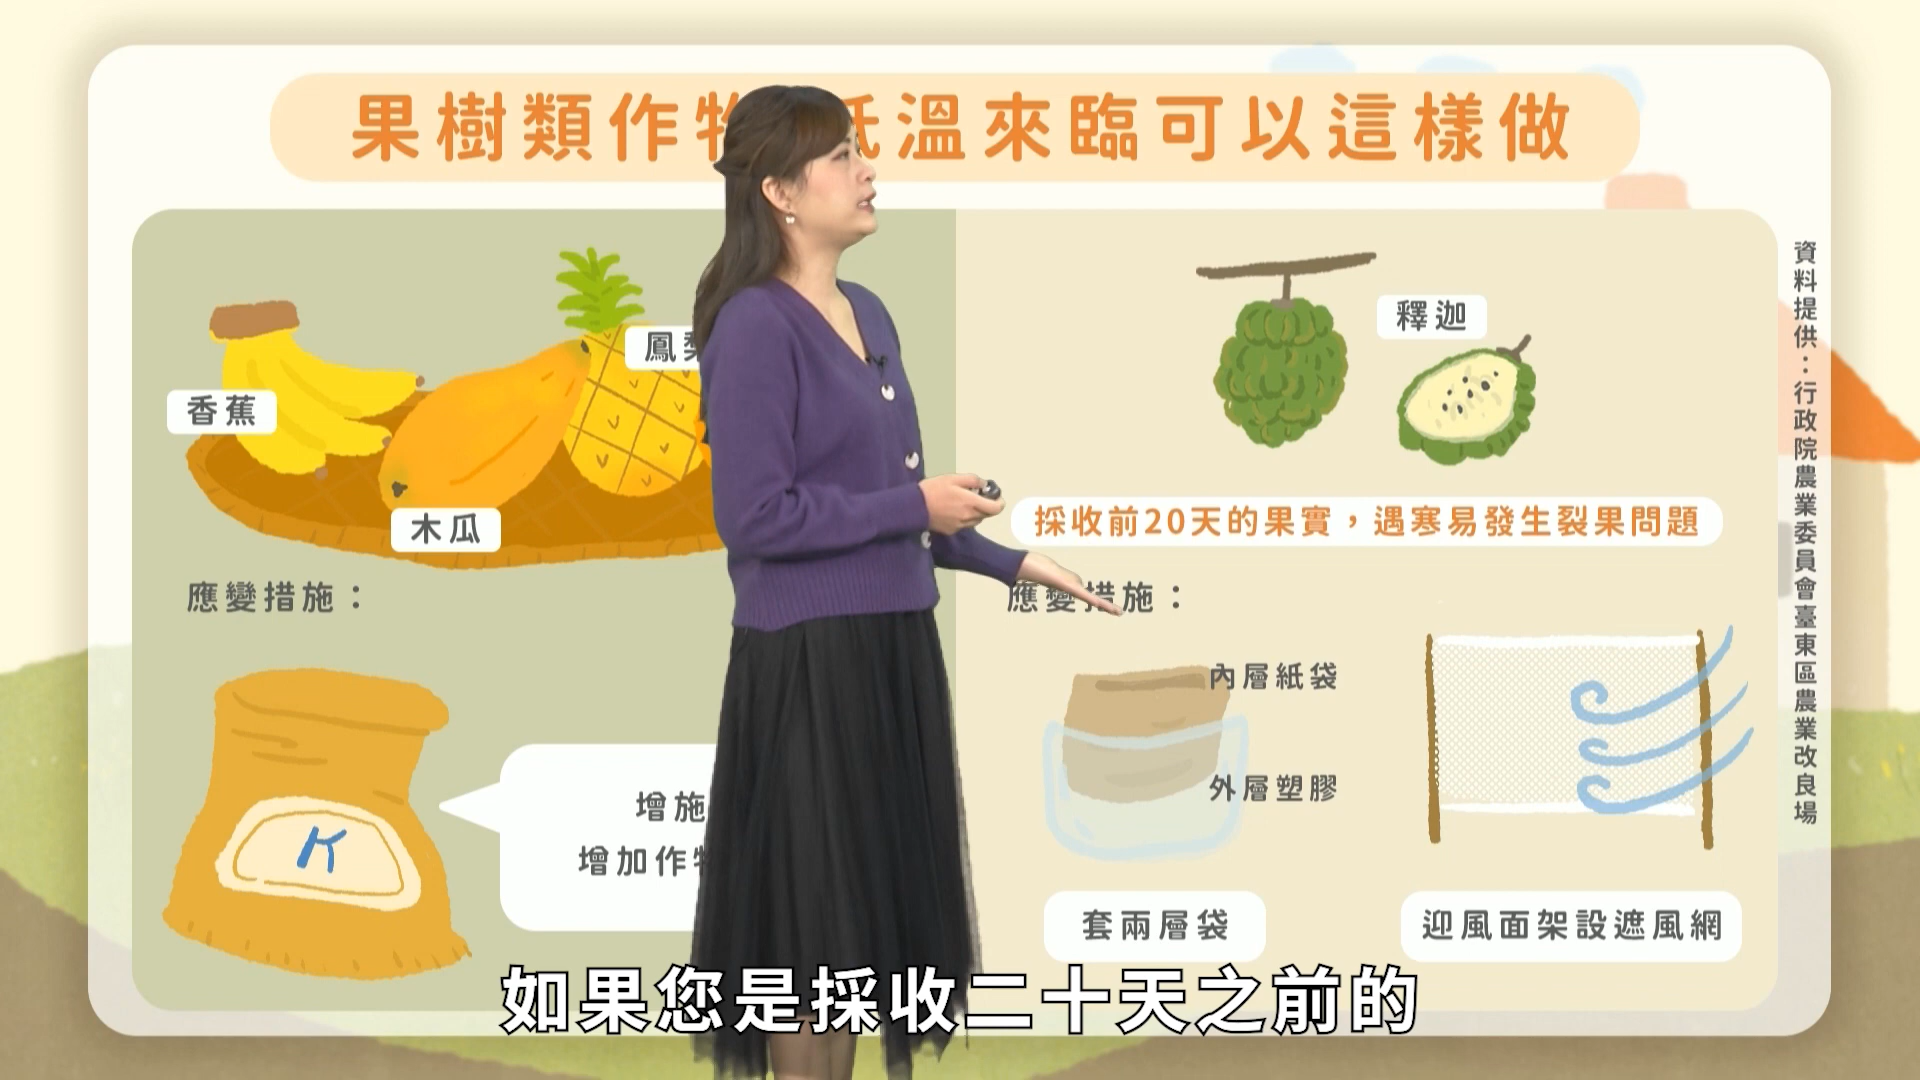 果樹類作物低溫來臨可以這樣做
香蕉
鳳梨
木瓜
應變措施：
K
增施
增加作物
釋迦
採收前20天的果實，遇寒易發生裂果問題
應變措施：
內層紙袋
外層塑膠
套兩層袋
迎風面架設遮風網
資料提供：行政院農業委員會臺東區農業改良場
如果您是採收二十天之前的